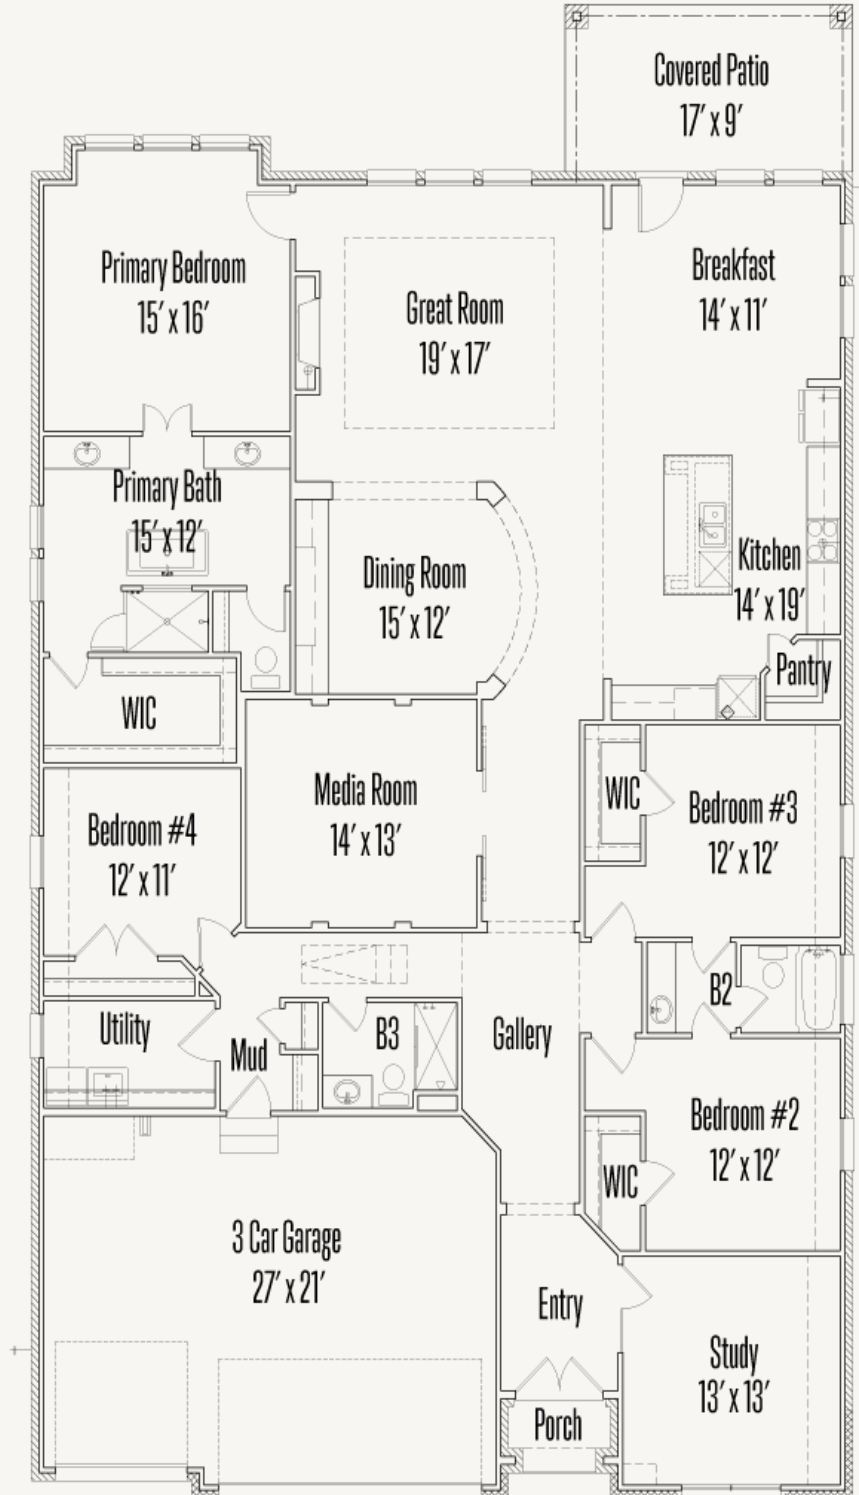 Covered Patio
17' x 9'
Primary Bedroom
15' x 16'
Great Room
19' x 17'
Breakfast
14' x 11'
Primary Bath
15' x 12'
Dining Room
15' x 12'
Kitchen
14' x 19'
Pantry
WIC
Media Room
14' x 13'
WIC
Bedroom #3
12' x 12'
Bedroom #4
12' x 11'
B2
Utility
Mud
B3
Gallery
Bedroom #2
12' x 12'
WIC
3 Car Garage
27' x 21'
Entry
Study
13' x 13'
Porch